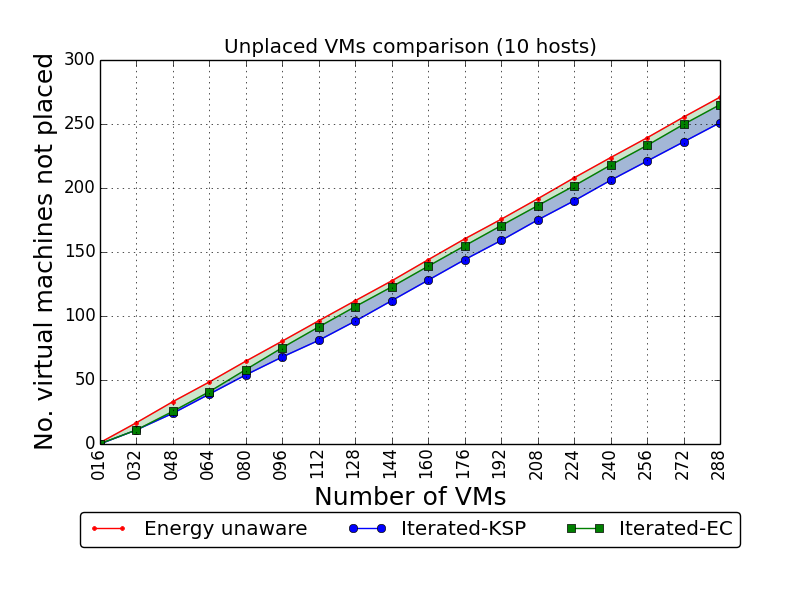 Unplaced VMs comparison (10 hosts)
No. virtual machines not placed
300
250
200
150
100
50
0
016 032 048 064 080 096 112 128 144 160 176 192 208 224 240 256 272 288
Number of VMs
Energy unaware Iterated-KSP Iterated-EC